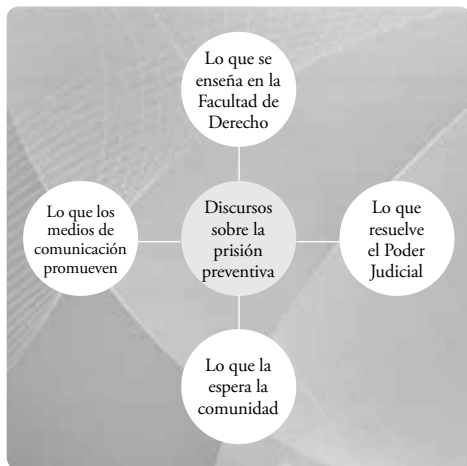 Lo que se
enseña en la
Facultad de
Derecho
Lo que los
medios de
comunicación
promueven
Discursos
sobre la
prisión
preventiva
Lo que
resuelve
el Poder
Judicial
Lo que la
espera la
comunidad